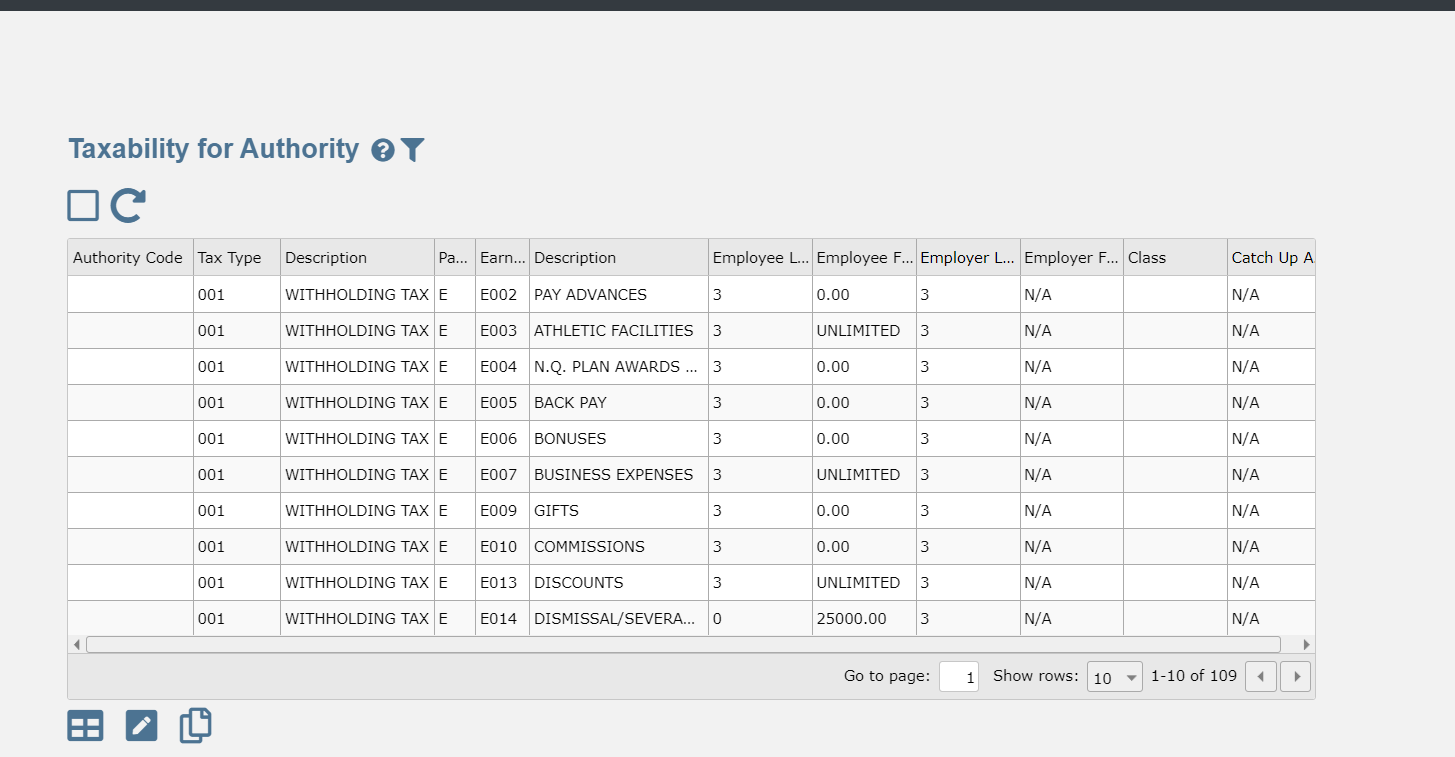 Taxability for Authority
Authority Code Tax Type Description Pa... Earn... Description Employee L... Employee F... Employer L... Employer F... Class Catch Up A
001 WITHHOLDING TAX E E002 PAY ADVANCES 3 0.00 3 N/A N/A
001 WITHHOLDING TAX E E003 ATHLETIC FACILITIES 3 UNLIMITED 3 N/A N/A
001 WITHHOLDING TAX E E004 N.Q. PLAN AWARDS ... 3 0.00 3 N/A N/A
001 WITHHOLDING TAX E E005 BACK PAY 3 0.00 3 N/A N/A
001 WITHHOLDING TAX E E006 BONUSES 3 0.00 3 N/A N/A
001 WITHHOLDING TAX E E007 BUSINESS EXPENSES 3 UNLIMITED 3 N/A N/A
001 WITHHOLDING TAX E E009 GIFTS 3 0.00 3 N/A N/A
001 WITHHOLDING TAX E E010 COMMISSIONS 3 0.00 3 N/A N/A
001 WITHHOLDING TAX E E013 DISCOUNTS 3 UNLIMITED 3 N/A N/A
001 WITHHOLDING TAX E E014 DISMISSAL/SEVERA... 0 25000.00 3 N/A N/A
Go to page: 1 Show rows: 10 1-10 of 109